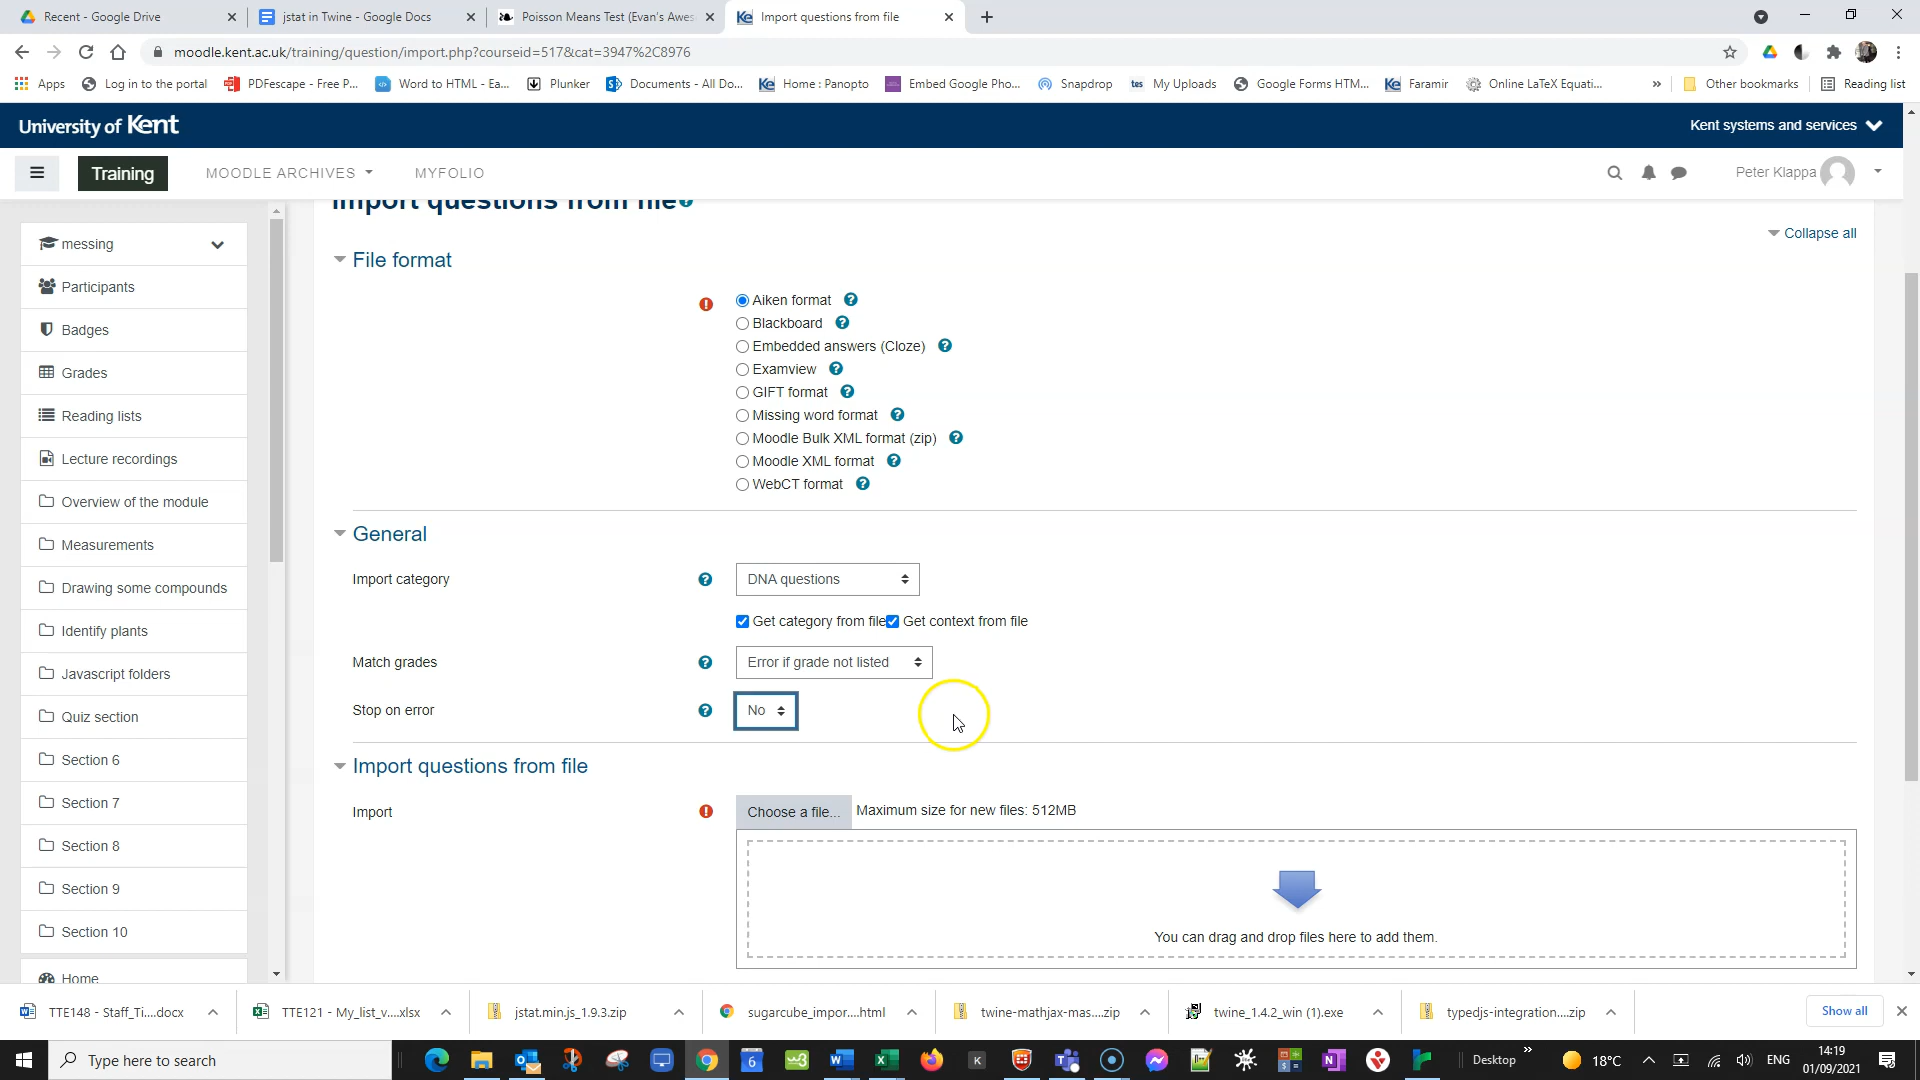 Recent - Google Drive
jstat in Twine - Google Docs
Poisson Means Test (Evan's Awes
Import questions from file
moodle.kent.ac.uk/training/question/import.php?courseid=517&cat=3947%2C8976
Apps
Log in to the portal
PDFescape - Free P...
Word to HTML - Ea...
Plunker
Documents - All Do...
Home : Panopto
Embed Google Pho...
Snapdrop
My Uploads
Google Forms HTM...
Faramir
Online LaTeX Equati...
»
Other bookmarks
Reading list
University of Kent
Kent systems and services
Training
MOODLE ARCHIVES
MYFOLIO
Peter Klappa
messing
Participants
Badges
Grades
Reading lists
Lecture recordings
Overview of the module
Measurements
Drawing some compounds
Identify plants
Javascript folders
Quiz section
Section 6
Section 7
Section 8
Section 9
Section 10
Home
Import questions from file
Collapse all
File format
Aiken format
Blackboard
Embedded answers (Cloze)
Examview
GIFT format
Missing word format
Moodle Bulk XML format (zip)
Moodle XML format
WebCT format
General
Import category
DNA questions
Get category from file Get context from file
Match grades
Error if grade not listed
Stop on error
No
Import questions from file
Import
Choose a file...
Maximum size for new files: 512MB
You can drag and drop files here to add them.
TTE148 - Staff_Ti....docx
TTE121 - My_list_v....xlsx
jstat.min.js_1.9.3.zip
sugarcube_impor....html
twine-mathjax-mas....zip
twine_1.4.2_win (1).exe
typedjs-integration....zip
Show all
Type here to search
Desktop
»
18°C
ENG
14:19
01/09/2021